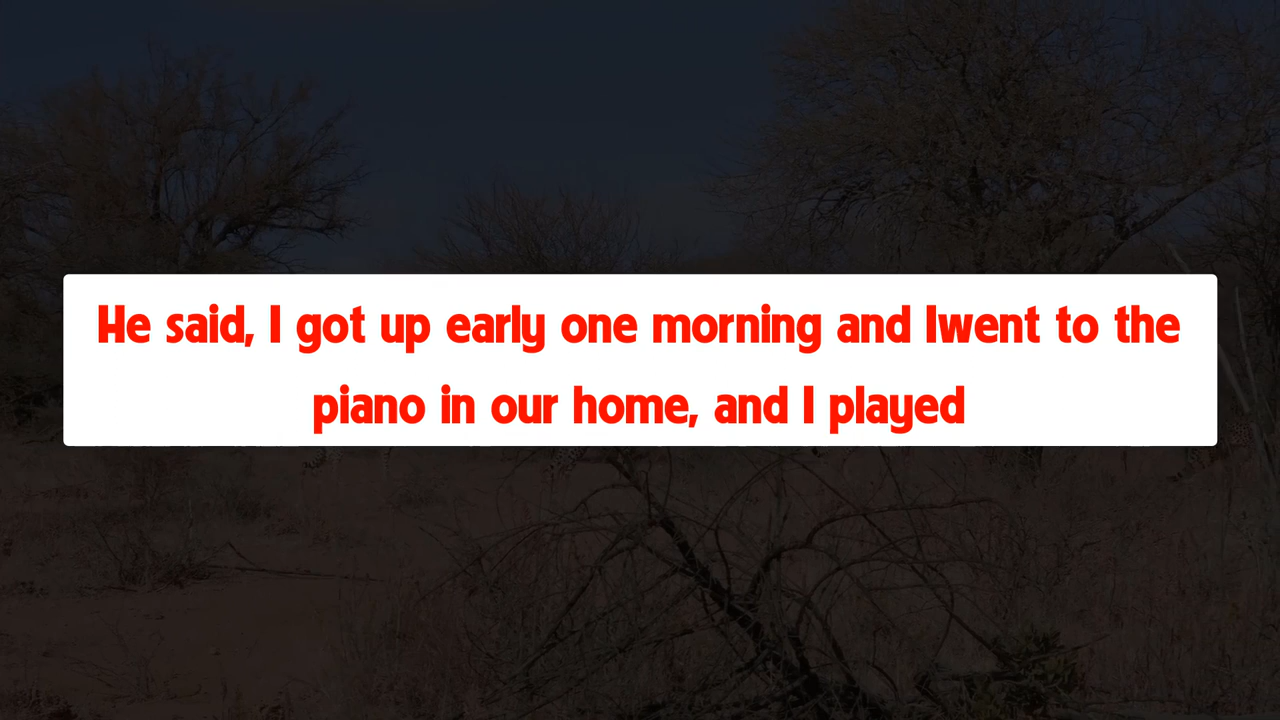 He said, I got up early one morning and Iwent to the
piano in our home, and I played